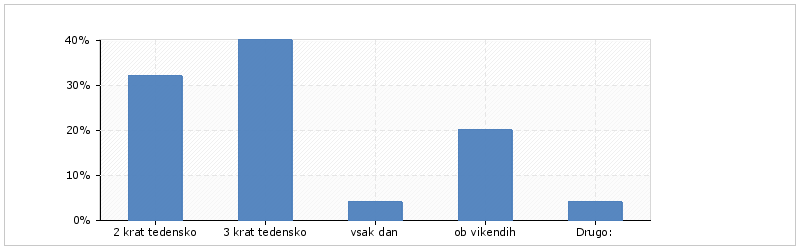 40%
30%
20%
10%
0%
2 krat tedensko
3 krat tedensko
vsak dan
ob vikendih
Drugo: